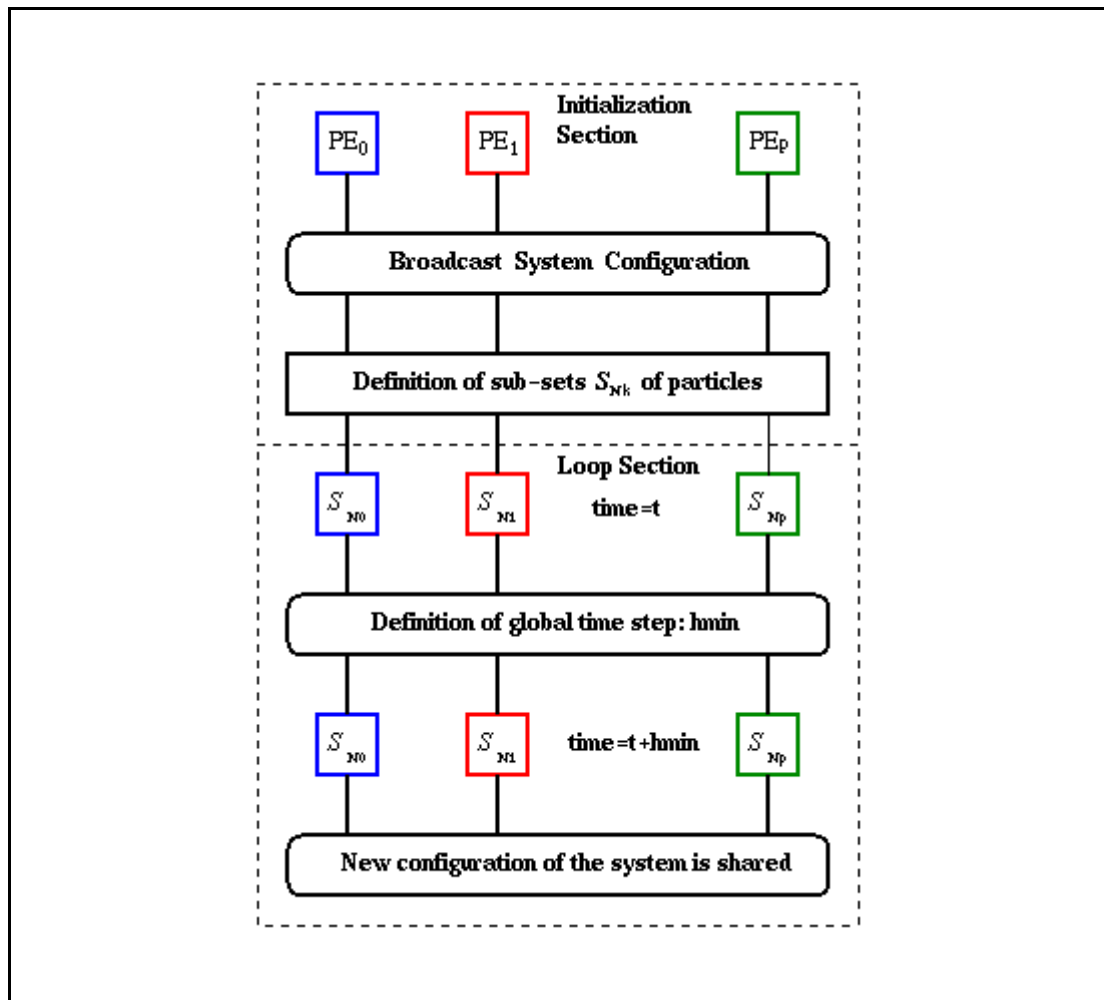 Initialization
Section
PE0 PE1 PEp
Broadcast System Configuration
Definition of sub-sets SNk of particles
Loop Section
SN0 SN1 time=t SNp
Definition of global time step: hmin
SN0 SN1 time=t+hmin SNp
New configuration of the system is shared